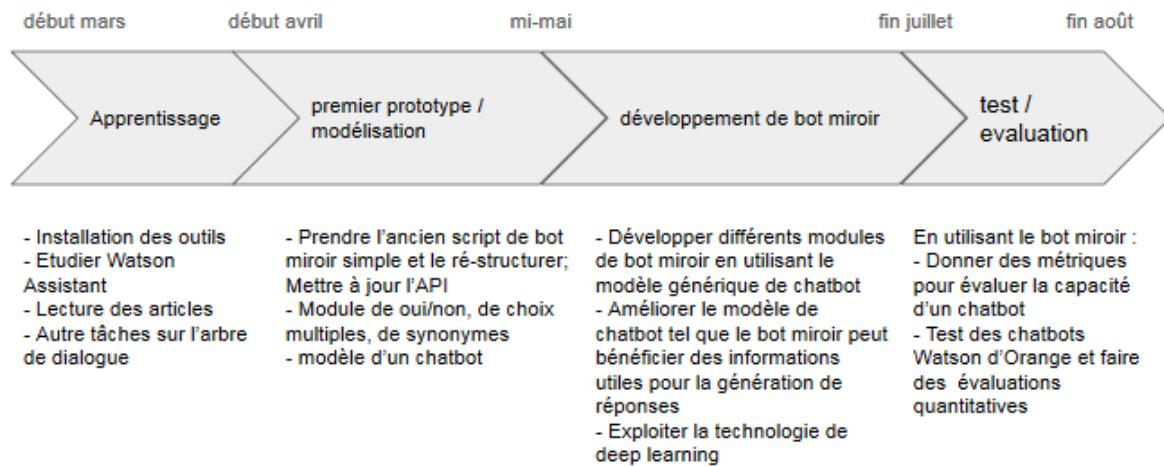 début mars
début avril
mi-mai
fin juillet
fin août
Apprentissage
premier prototype /
modélisation
développement de bot miroir
test /
evaluation
- Installation des outils
- Etudier Watson
Assistant
- Lecture des articles
- Autre tâches sur l'arbre
de dialogue
- Prendre l'ancien script de bot
miroir simple et le ré-structurer;
Mettre à jour l'API
- Module de oui/non, de choix
multiples, de synonymes
- modèle d'un chatbot
- Développer différents modules
de bot miroir en utilisant le
modèle générique de chatbot
- Améliorer le modèle de
chatbot tel que le bot miroir peut
bénéficier des informations
utiles pour la génération de
réponses
- Exploiter la technologie de
deep learning
En utilisant le bot miroir :
- Donner des métriques
pour évaluer la capacité
d'un chatbot
- Test des chatbots
Watson d'Orange et faire
des évaluations
quantitatives